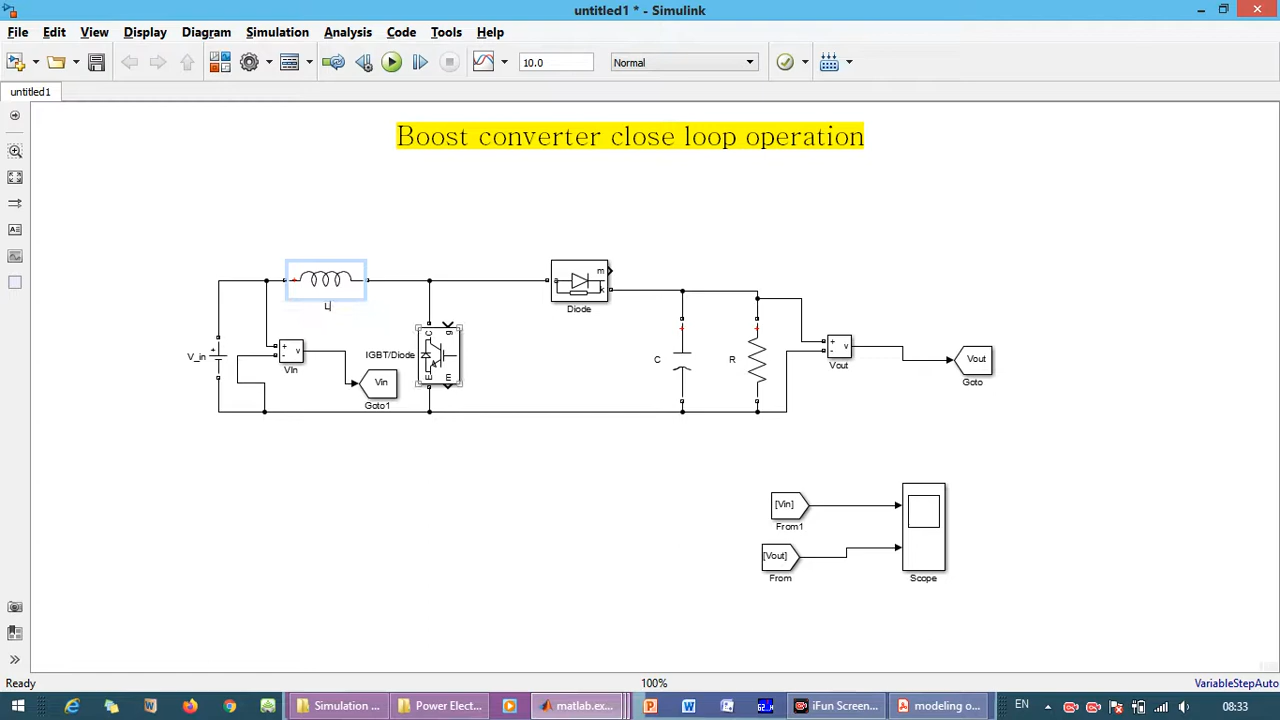 untitled1 * - Simulink
File Edit View Display Diagram Simulation Analysis Code Tools Help
10.0 Normal
untitled1
Boost converter close loop operation
L
m
a
k
Diode
V_in
+
+
-
v
VIn
Vin
Goto1
IGBT/Diode
C
g
E
m
C
+
R
+
+
-
v
Vout
Vout
Goto
[Vin]
From1
[Vout]
From
Scope
Ready 100% VariableStepAuto
Simulation ... Power Elect... matlab.ex... iFun Screen... modeling o... EN 08:33